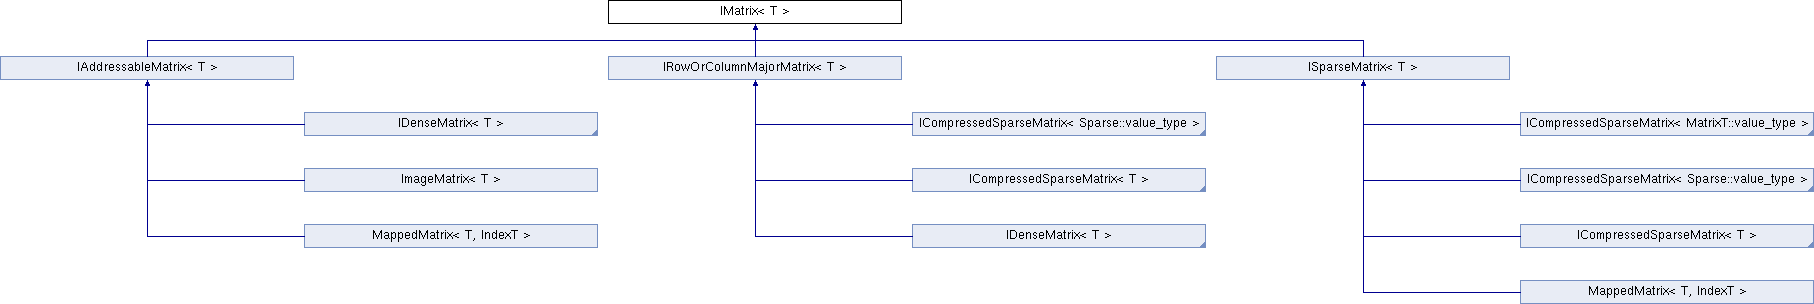 IMatrix< T >
IAddressableMatrix< T >
IRowOrColumnMajorMatrix< T >
ISparseMatrix< T >
IDenseMatrix< T >
ICompressedSparseMatrix< Sparse::value_type >
ICompressedSparseMatrix< MatrixT::value_type >
ImageMatrix< T >
ICompressedSparseMatrix< T >
ICompressedSparseMatrix< Sparse::value_type >
MappedMatrix< T, IndexT >
IDenseMatrix< T >
ICompressedSparseMatrix< T >
MappedMatrix< T, IndexT >